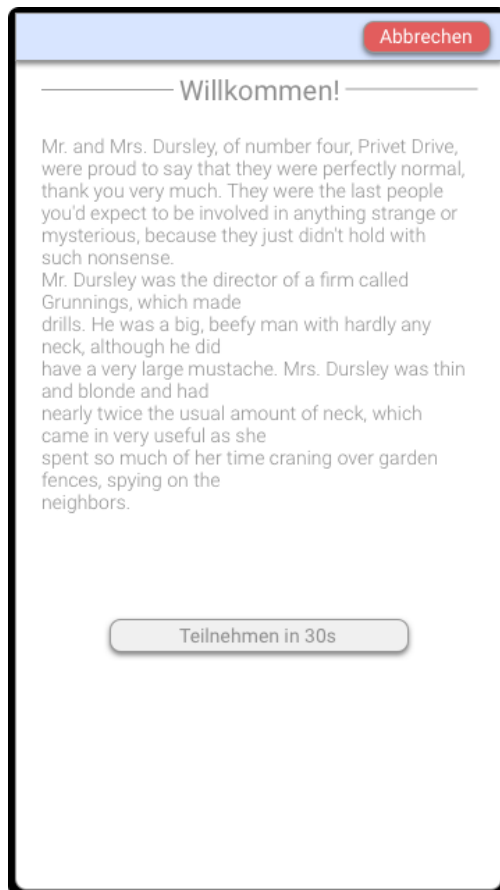 Abbrechen
Willkommen!
Mr. and Mrs. Dursley, of number four, Privet Drive,
were proud to say that they were perfectly normal,
thank you very much. They were the last people
you'd expect to be involved in anything strange or
mysterious, because they just didn't hold with
such nonsense.
Mr. Dursley was the director of a firm called
Grunnings, which made
drills. He was a big, beefy man with hardly any
neck, although he did
have a very large mustache. Mrs. Dursley was thin
and blonde and had
nearly twice the usual amount of neck, which
came in very useful as she
spent so much of her time craning over garden
fences, spying on the
neighbors.
Teilnehmen in 30s